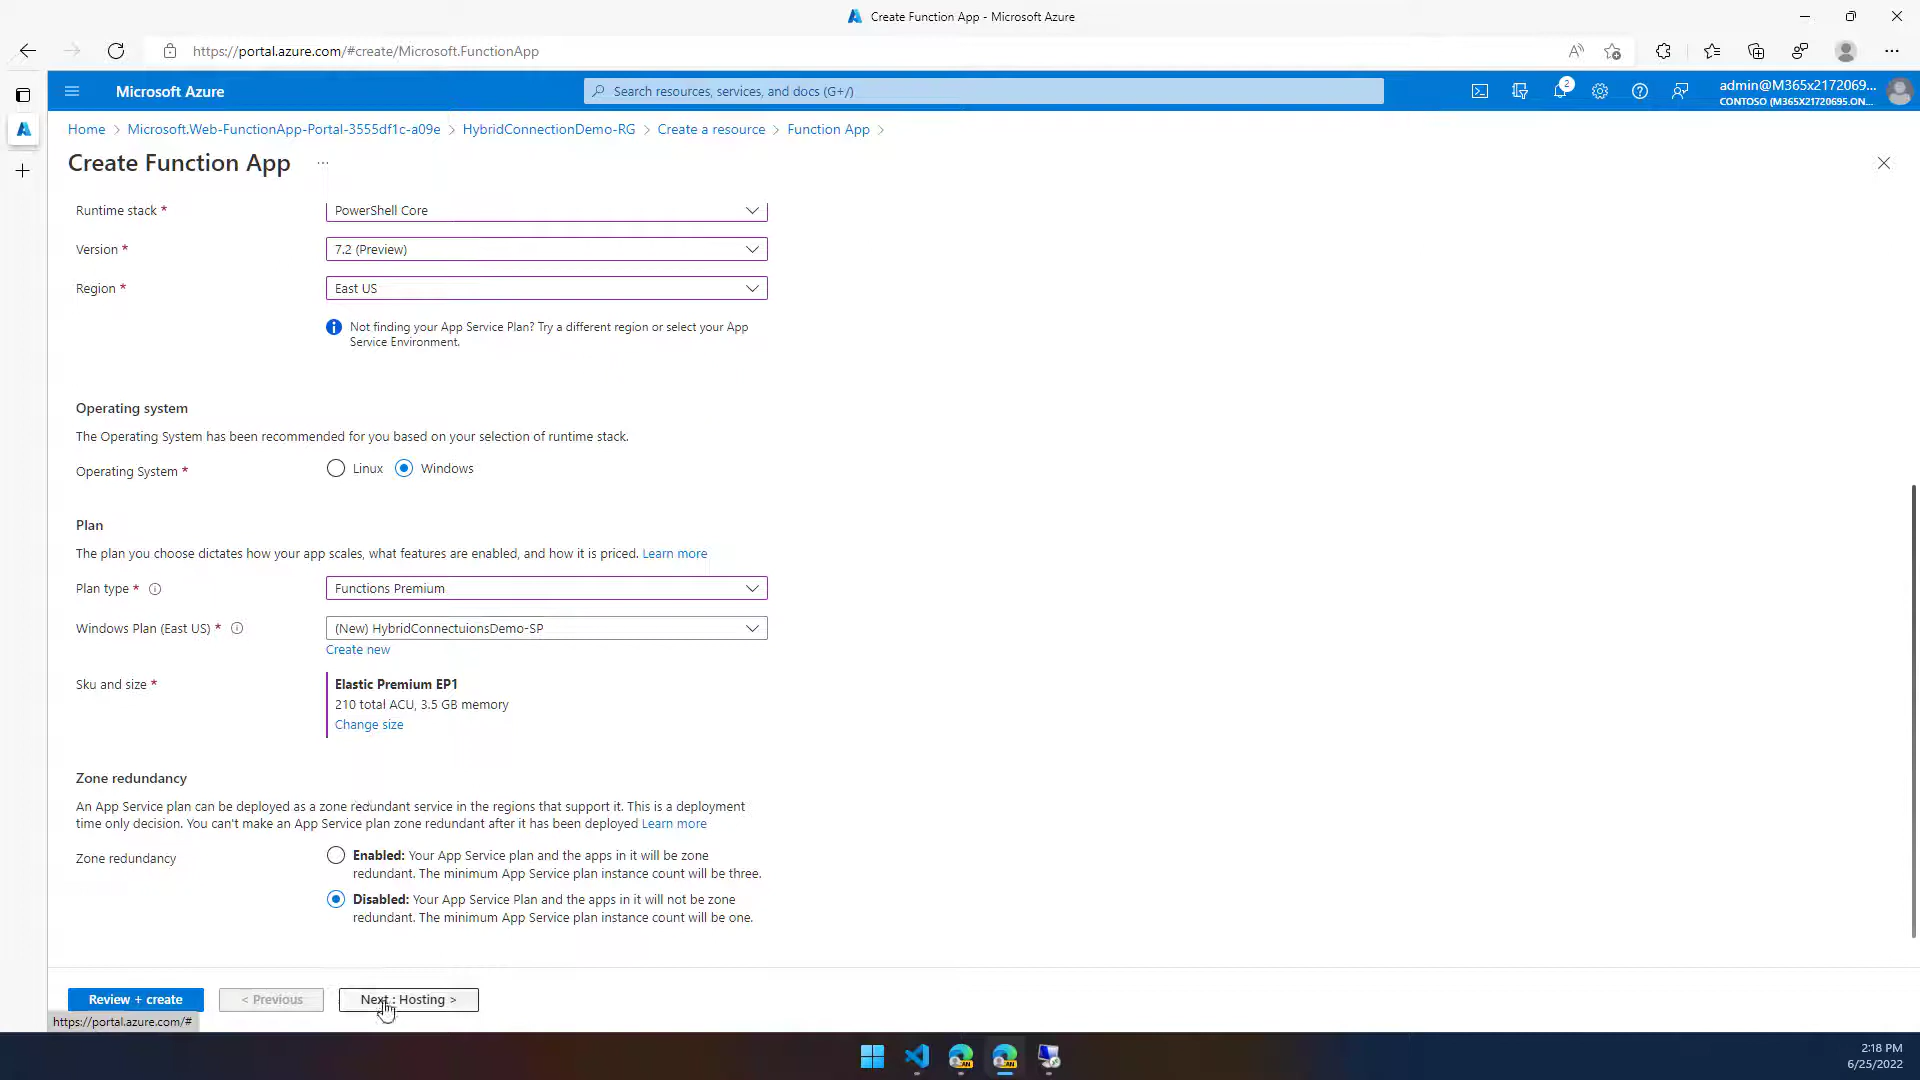 Create Function App - Microsoft Azure
https://portal.azure.com/#create/Microsoft.FunctionApp
Microsoft Azure
Search resources, services, and docs (G+/)
2
admin@M365x2172069...
CONTOSO (M365X21720695.ON...
Home > Microsoft.Web-FunctionApp-Portal-3555df1c-a09e > HybridConnectionDemo-RG > Create a resource > Function App >
Create Function App ...
Runtime stack * PowerShell Core
Version * 7.2 (Preview)
Region * East US
Not finding your App Service Plan? Try a different region or select your App
Service Environment.
Operating system
The Operating System has been recommended for you based on your selection of runtime stack.
Operating System * Linux Windows
Plan
The plan you choose dictates how your app scales, what features are enabled, and how it is priced. Learn more
Plan type * Functions Premium
Windows Plan (East US) * (New) HybridConnectuionsDemo-SP
Create new
Sku and size * Elastic Premium EP1
210 total ACU, 3.5 GB memory
Change size
Zone redundancy
An App Service plan can be deployed as a zone redundant service in the regions that support it. This is a deployment
time only decision. You can't make an App Service plan zone redundant after it has been deployed Learn more
Zone redundancy Enabled: Your App Service plan and the apps in it will be zone
redundant. The minimum App Service plan instance count will be three.
Disabled: Your App Service Plan and the apps in it will not be zone
redundant. The minimum App Service plan instance count will be one.
Review + create < Previous Next : Hosting >
https://portal.azure.com/#
2:18 PM
6/25/2022